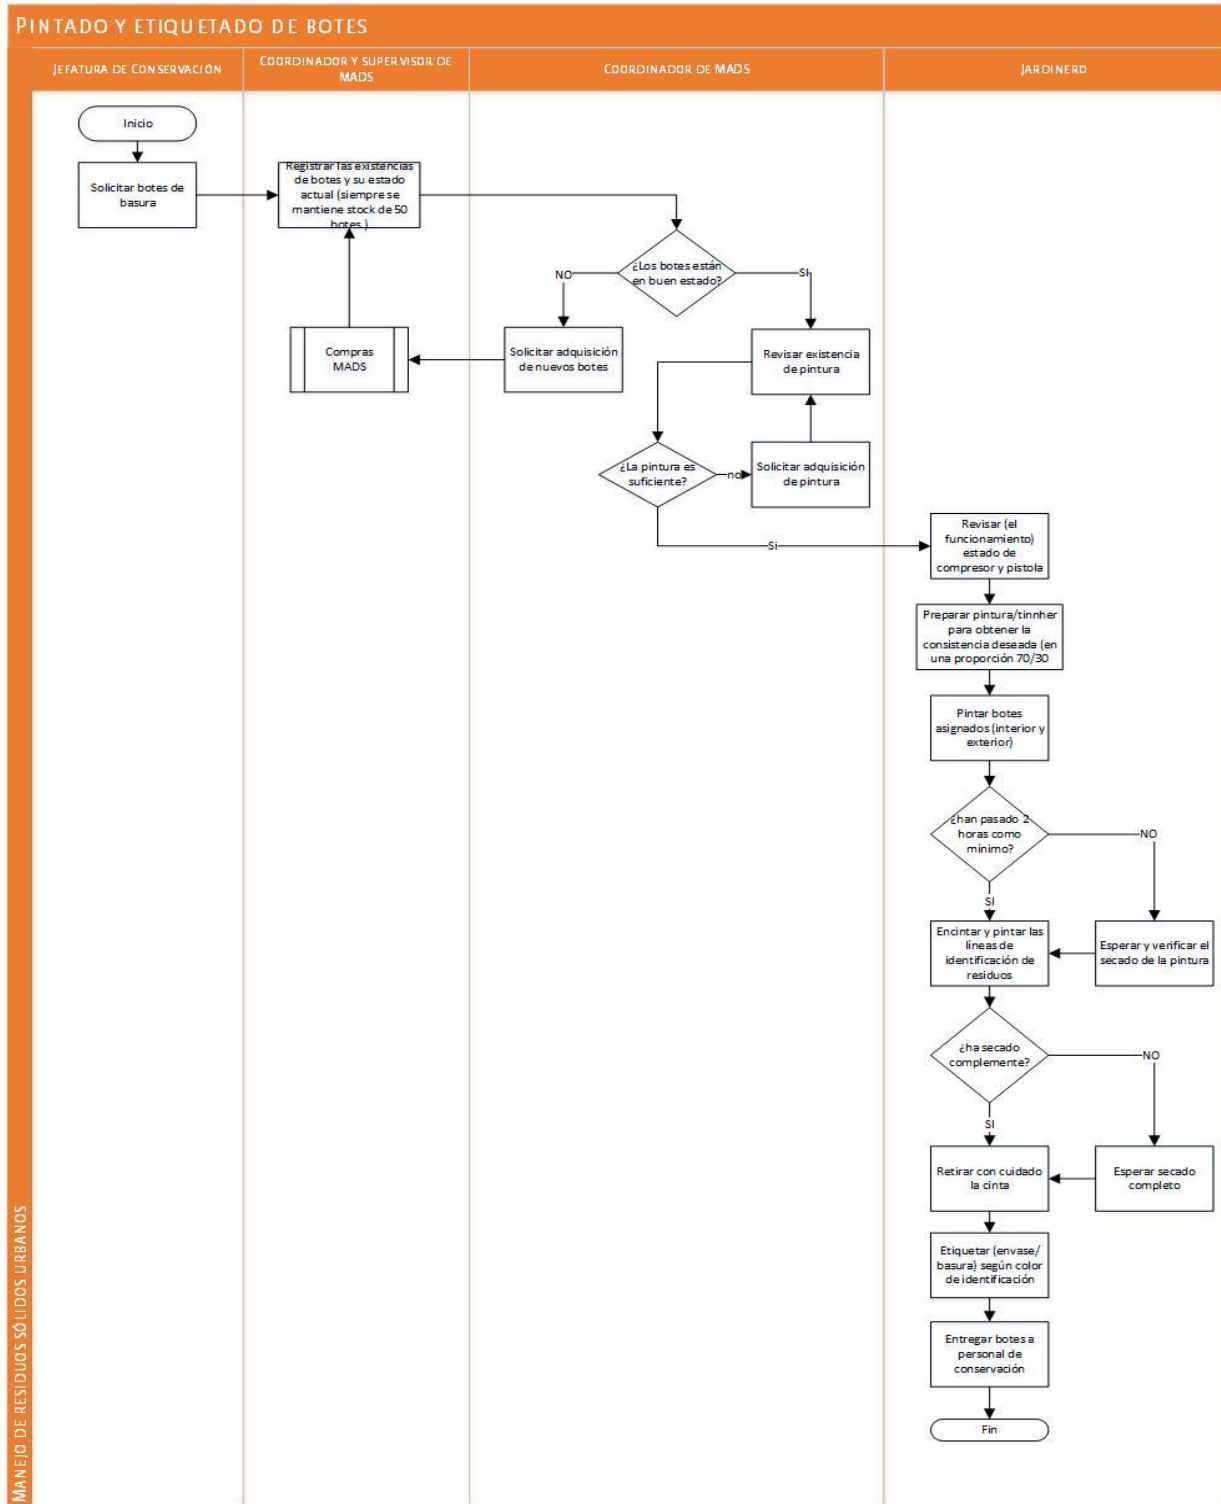 PINTADO Y ETIQUETADO DE BOTES
JEFATURA DE CONSERVACIÓN
COORDINADOR Y SUPERVISOR DE
MADS
COORDINADOR DE MADS
JARDINERO
Inicio
Solicitar botes de
basura
Registrar las existencias
de botes y su estado
actual (siempre se
mantiene stock de 50
botes.)
¿Los botes están
en buen estado?
NO
SI
Compras
MADS
Solicitar adquisición
de nuevos botes
Revisar existencia
de pintura
¿La pintura es
suficiente?
no
Solicitar adquisición
de pintura
Si
Revisar (el
funcionamiento)
estado de
compresor y pistola
Preparar pintura/tinnher
para obtener la
consistencia deseada (en
una proporción 70/30
Pintar botes
asignados (interior y
exterior)
¿han pasado 2
horas como
mínimo?
NO
SI
Encintar y pintar las
líneas de
identificación de
residuos
Esperar y verificar el
secado de la pintura
¿ha secado
complemente?
NO
SI
Retirar con cuidado
la cinta
Esperar secado
completo
Etiquetar (envase/
basura) según color
de identificación
Entregar botes a
personal de
conservación
Fin
MANEJO DE RESIDUOS SÓLIDOS URBANOS